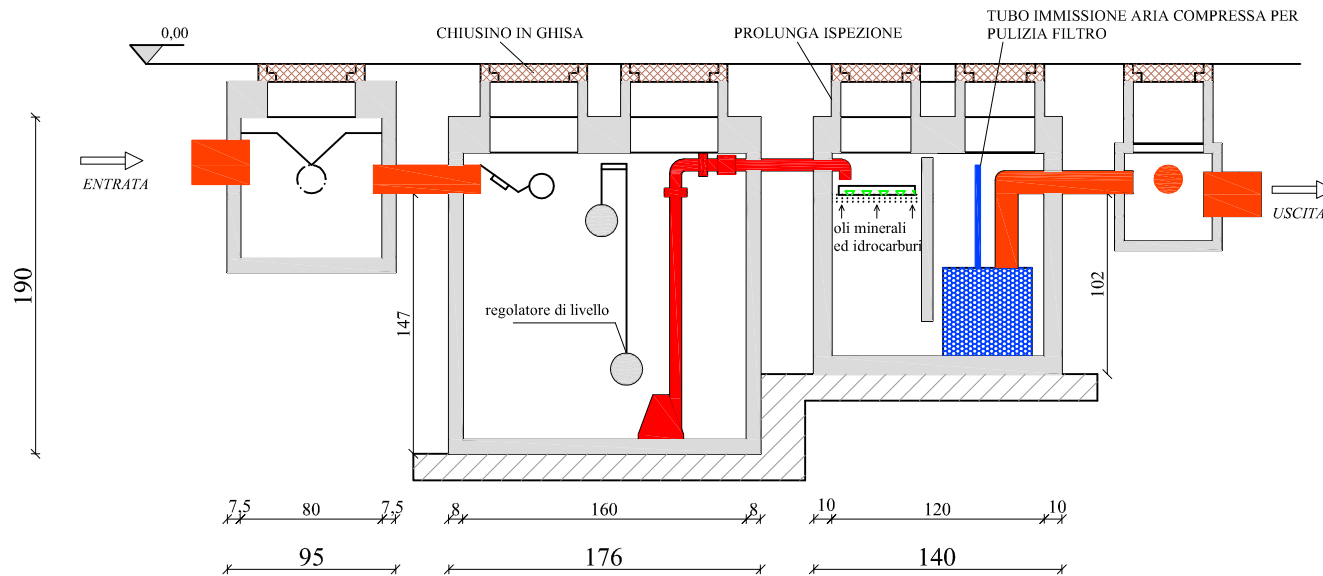 0,00
CHIUSINO IN GHISA
PROLUNGA ISPEZIONE
TUBO IMMISSIONE ARIA COMPRESSA PER
PULIZIA FILTRO
ENTRATA
USCITA
oli minerali
ed idrocarburi
regolatore di livello
190
147
102
7,5
80
7,5
8
160
8
10
120
10
95
176
140